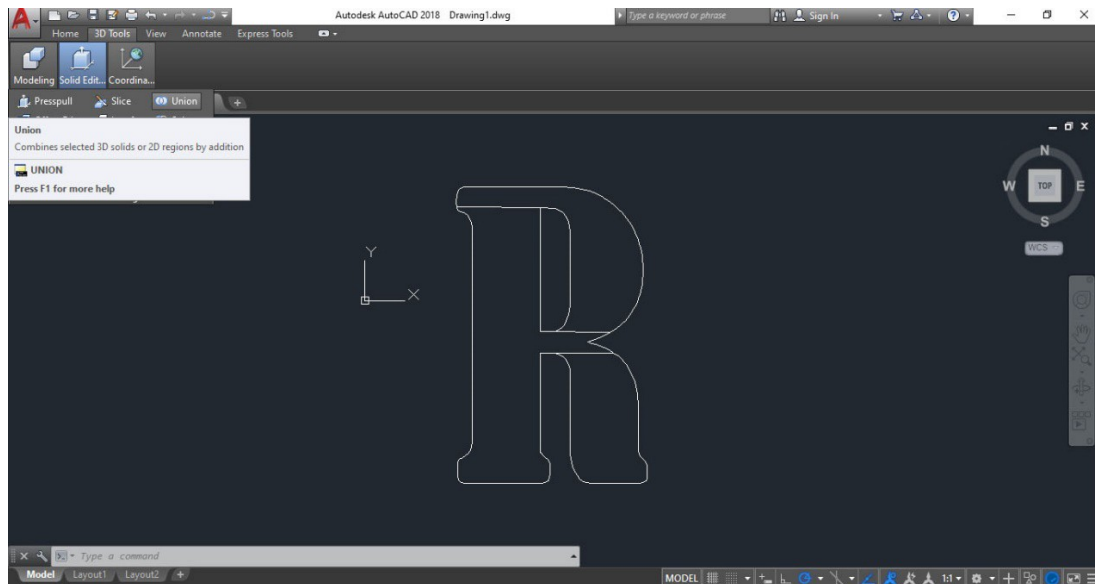 Autodesk AutoCAD 2018 Drawing1.dwg Type a keyword or phrase Sign In
Home 3D Tools View Annotate Express Tools
Modeling Solid Edit... Coordina...
Presspull Slice Union
Union
Combines selected 3D solids or 2D regions by addition
UNION
Press F1 for more help
N
W TOP E
S
WCS
Y
X
R
Type a command
Model Layout1 Layout2 +
MODEL 1:1